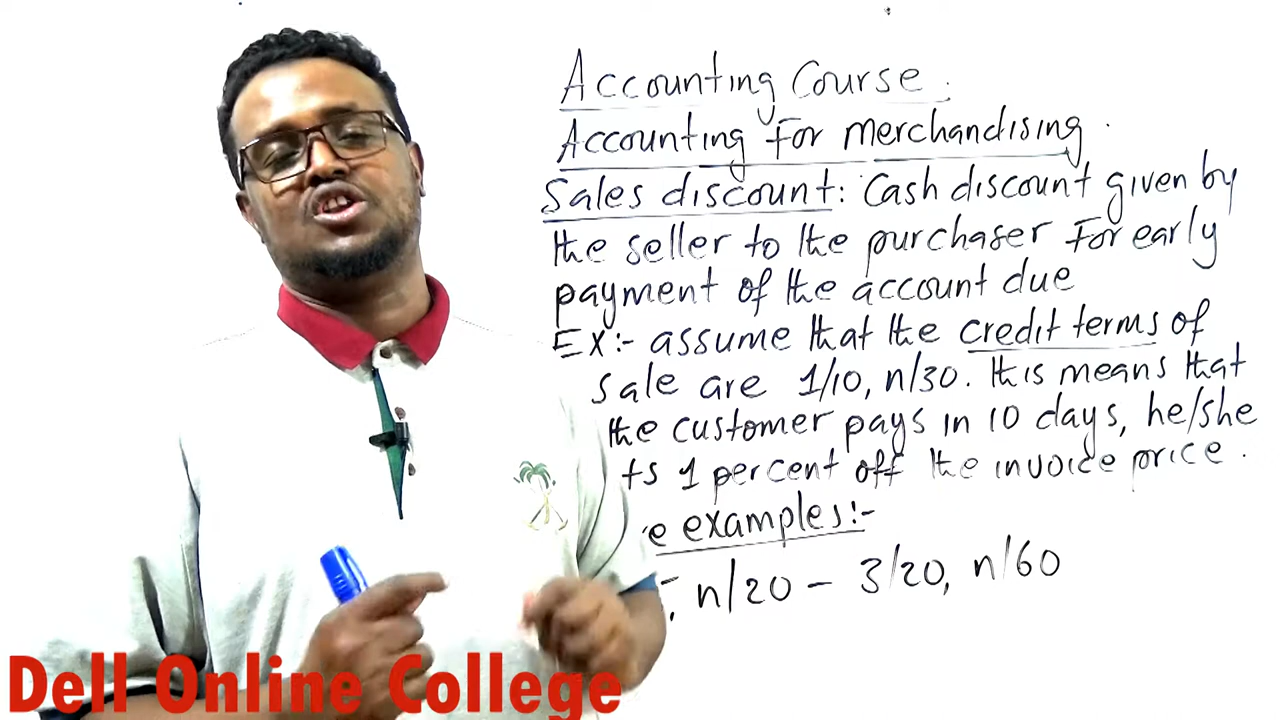 Accounting Course.
Accounting For merchandising.
Sales discount: Cash discount given by
the seller to the purchaser For early
payment of the account due
EX:- assume that the credit terms of
sale are 1/10, n/30. this means that
the customer pays in 10 days, he/she
ts 1 percent off the invoice price.
e examples:-
, n/20 - 3/20, n/60
Dell Online College